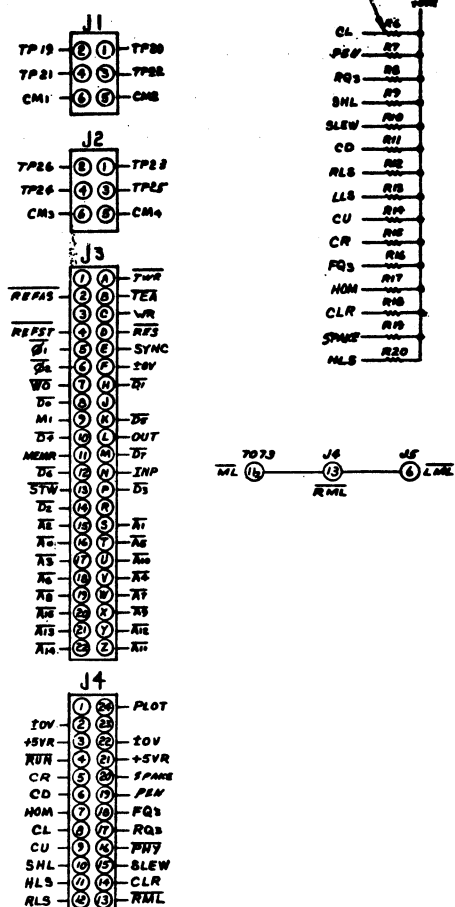 J1
TP19 2 1 TP20
TP21 4 3 TP22
CM1 6 5 CM2
J2
TP26 2 1 TP23
TP24 4 3 TP25
CM3 6 5 CM4
J3
1 A TWR
REFAS 2 B TEA
3 C WR
REFST 4 D RES
Ø1 5 E SYNC
Ø2 6 F ±0V
WO 7 H D1
D0 8 J
M1 9 K D5
D4 10 L OUT
MEMR 11 M D7
D6 12 N INP
STW 13 P D3
D2 14 R
A2 15 S A1
A0 16 T A5
A3 17 U A10
A6 18 V A4
A8 19 W A7
A15 20 X A9
A13 21 Y A12
A14 22 Z A11
J4
1 24 PLOT
±0V 2 23
+5VR 3 22 ±0V
RUN 4 21 +5VR
CR 5 20 SPAKE
CD 6 19 PEN
HOM 7 18 FQ3
CL 8 17 RQ3
CU 9 16 PHY
SHL 10 15 SLEW
HLS 11 14 CLR
RLS 12 13 RML
CL R6
PEN R7
RQ3 R8
SHL R9
SLEW R10
CD R11
RLS R12
LLS R13
CU R14
CR R15
FQ3 R16
HOM R17
CLR R18
SPAKE R19
HLS R20
TO73 J4 J5
ML 16 13 6 LML
RML